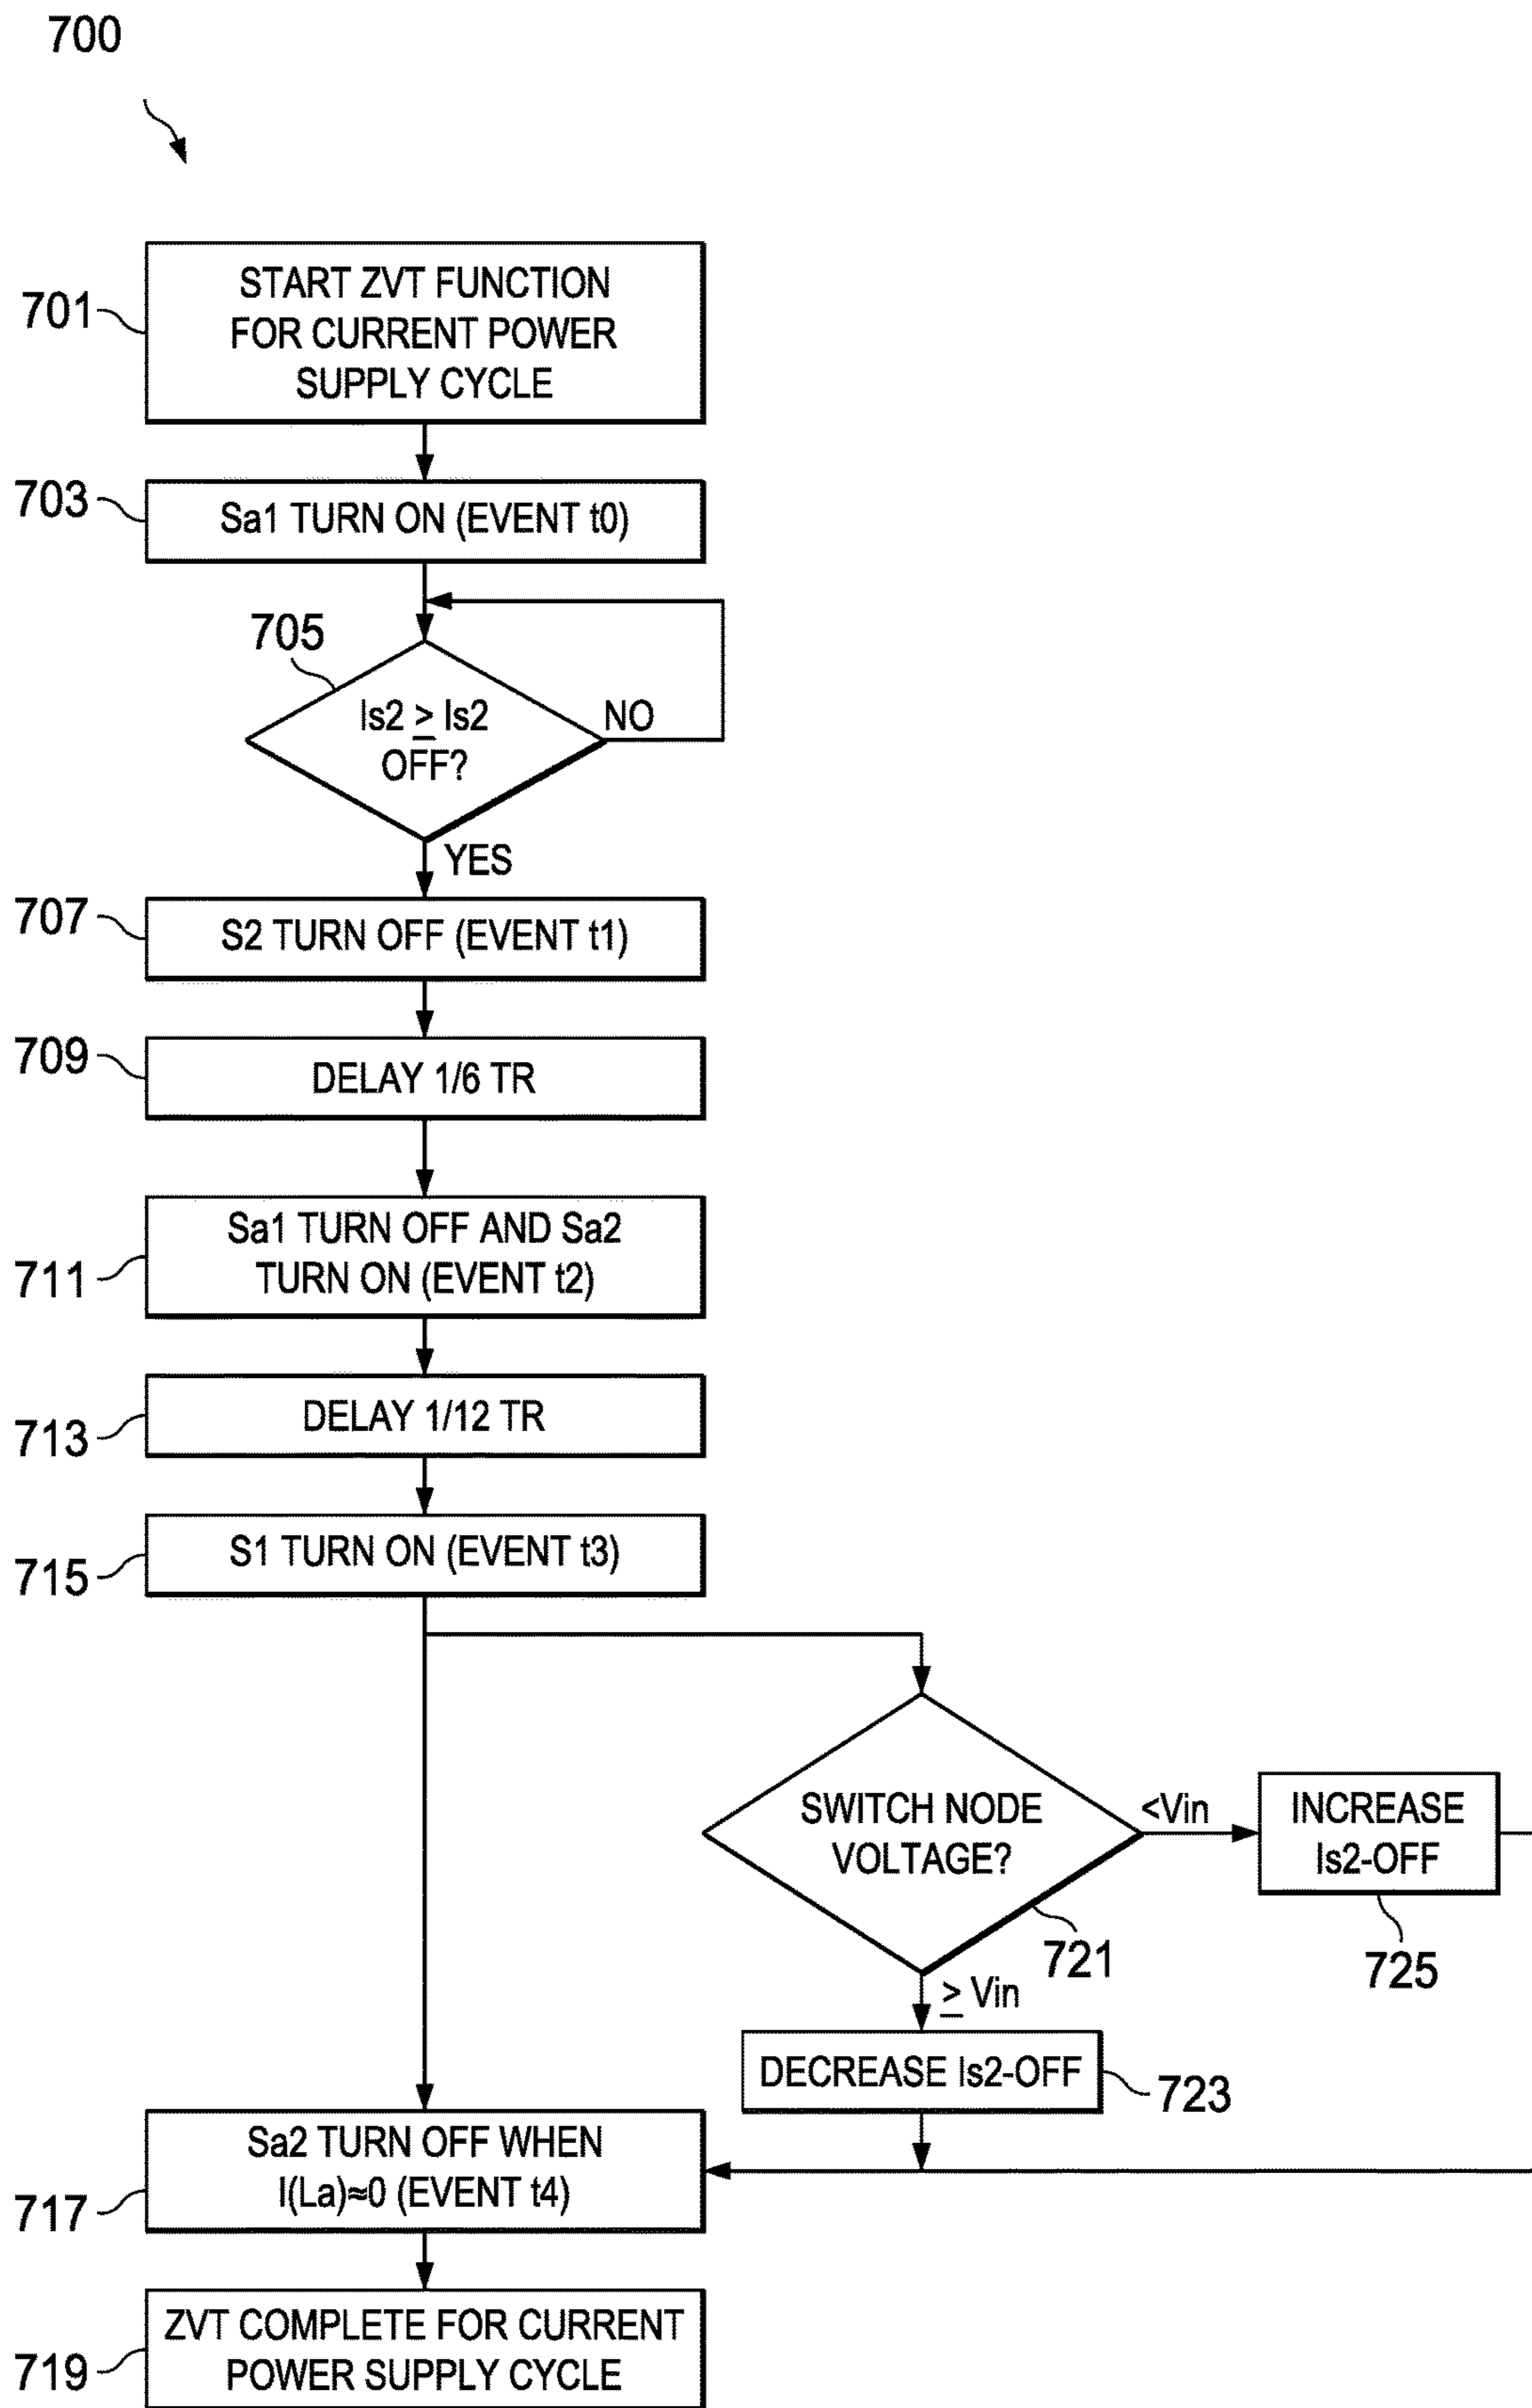 700
701
START ZVT FUNCTION
FOR CURRENT POWER
SUPPLY CYCLE
703
Sa1 TURN ON (EVENT t0)
705
Is2 ≥ Is2
OFF?
NO
YES
707
S2 TURN OFF (EVENT t1)
709
DELAY 1/6 TR
711
Sa1 TURN OFF AND Sa2
TURN ON (EVENT t2)
713
DELAY 1/12 TR
715
S1 TURN ON (EVENT t3)
SWITCH NODE
VOLTAGE?
<Vin
INCREASE
Is2-OFF
721
725
≥ Vin
DECREASE Is2-OFF
723
717
Sa2 TURN OFF WHEN
I(La)≈0 (EVENT t4)
719
ZVT COMPLETE FOR CURRENT
POWER SUPPLY CYCLE